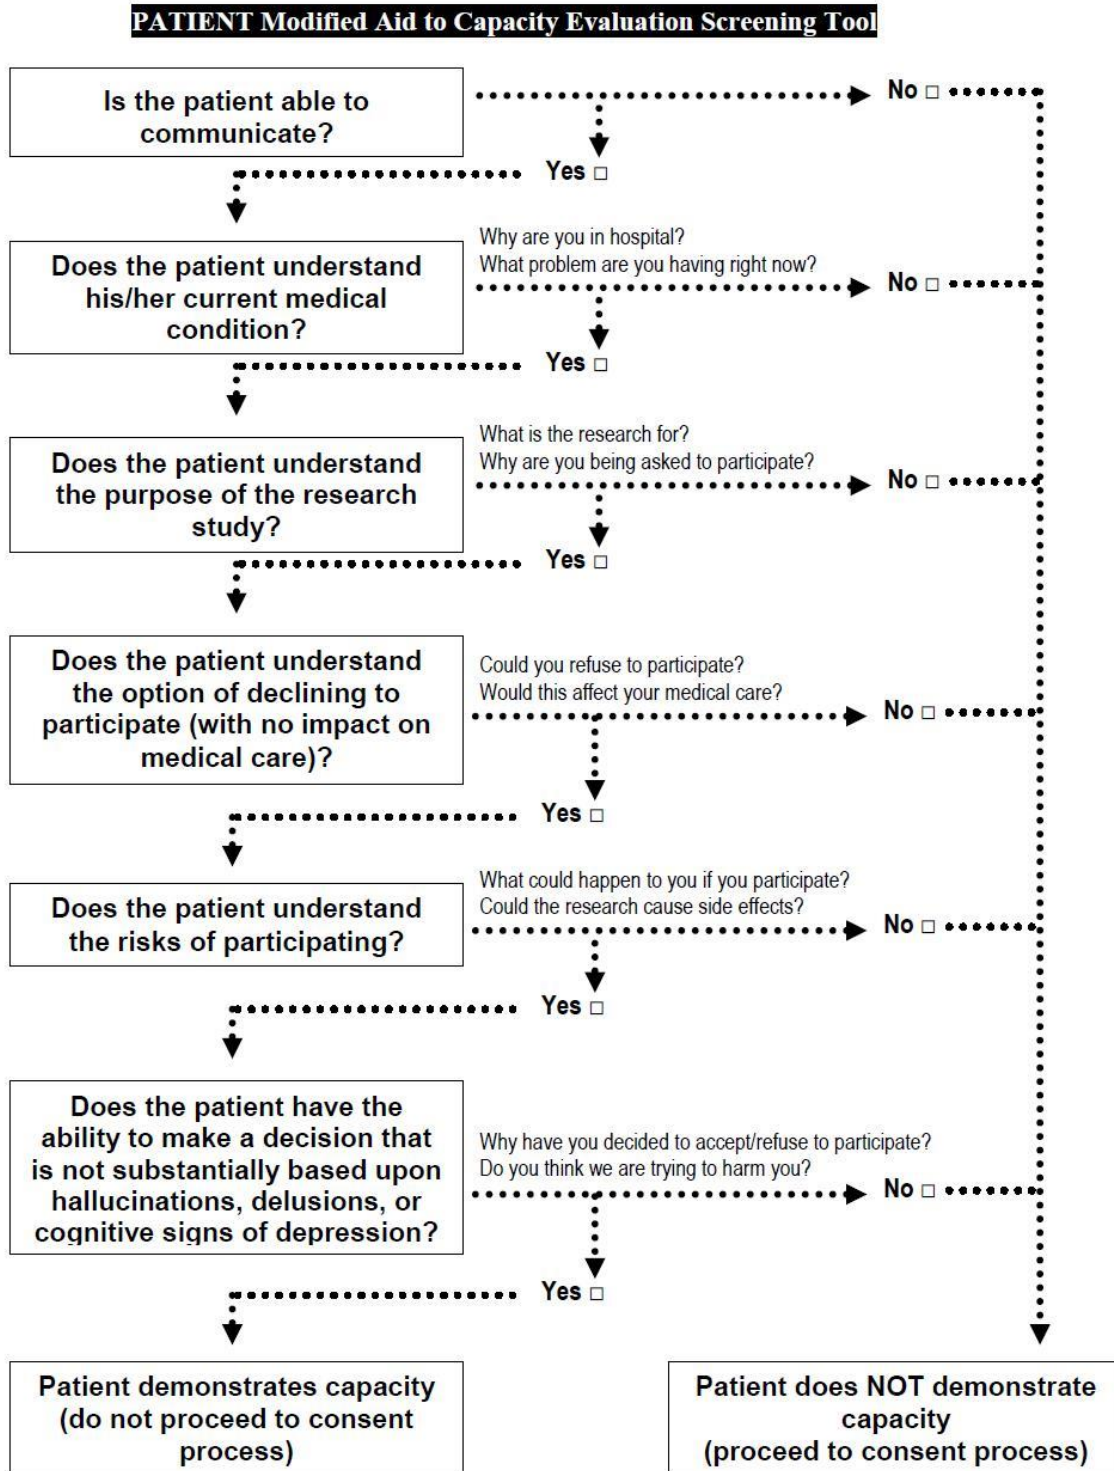 PATIENT Modified Aid to Capacity Evaluation Screening Tool
Is the patient able to
communicate?
No □
Yes □
Does the patient understand
his/her current medical
condition?
Why are you in hospital?
What problem are you having right now?
No □
Yes □
Does the patient understand
the purpose of the research
study?
What is the research for?
Why are you being asked to participate?
No □
Yes □
Does the patient understand
the option of declining to
participate (with no impact on
medical care)?
Could you refuse to participate?
Would this affect your medical care?
No □
Yes □
Does the patient understand
the risks of participating?
What could happen to you if you participate?
Could the research cause side effects?
No □
Yes □
Does the patient have the
ability to make a decision that
is not substantially based upon
hallucinations, delusions, or
cognitive signs of depression?
Why have you decided to accept/refuse to participate?
Do you think we are trying to harm you?
No □
Yes □
Patient demonstrates capacity
(do not proceed to consent
process)
Patient does NOT demonstrate
capacity
(proceed to consent process)